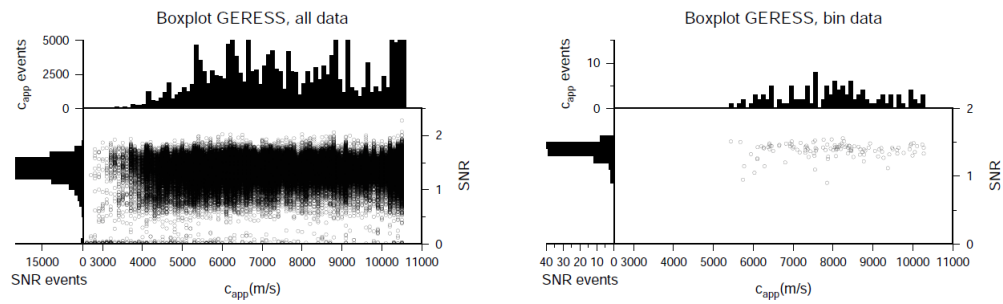 Boxplot GERESS, all data
c_app events
5000
2500
0
2
1
0
SNR
15000 0 3000 4000 5000 6000 7000 8000 9000 10000 11000
SNR events
c_app(m/s)
Boxplot GERESS, bin data
c_app events
10
0
2
1
0
SNR
40 30 20 10 0 3000 4000 5000 6000 7000 8000 9000 10000 11000
SNR events
c_app(m/s)